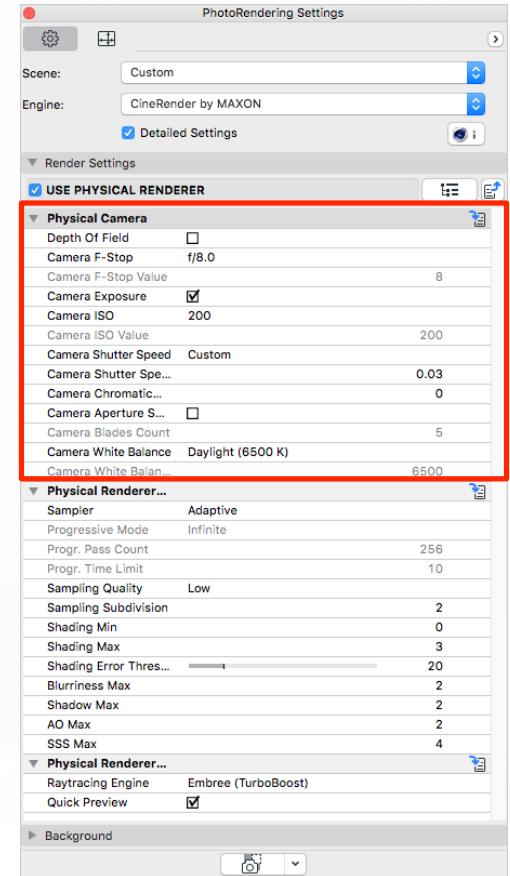 PhotoRendering Settings
Scene: Custom
Engine: CineRender by MAXON
Detailed Settings
i
Render Settings
USE PHYSICAL RENDERER
Physical Camera
Depth Of Field
Camera F-Stop f/8.0
Camera F-Stop Value 8
Camera Exposure
Camera ISO 200
Camera ISO Value 200
Camera Shutter Speed Custom
Camera Shutter Spe... 0.03
Camera Chromatic... 0
Camera Aperture S...
Camera Blades Count 5
Camera White Balance Daylight (6500 K)
Camera White Balan... 6500
Physical Renderer...
Sampler Adaptive
Progressive Mode Infinite
Progr. Pass Count 256
Progr. Time Limit 10
Sampling Quality Low
Sampling Subdivision 2
Shading Min 0
Shading Max 3
Shading Error Thres... 20
Blurriness Max 2
Shadow Max 2
AO Max 2
SSS Max 4
Physical Renderer...
Raytracing Engine Embree (TurboBoost)
Quick Preview
Background